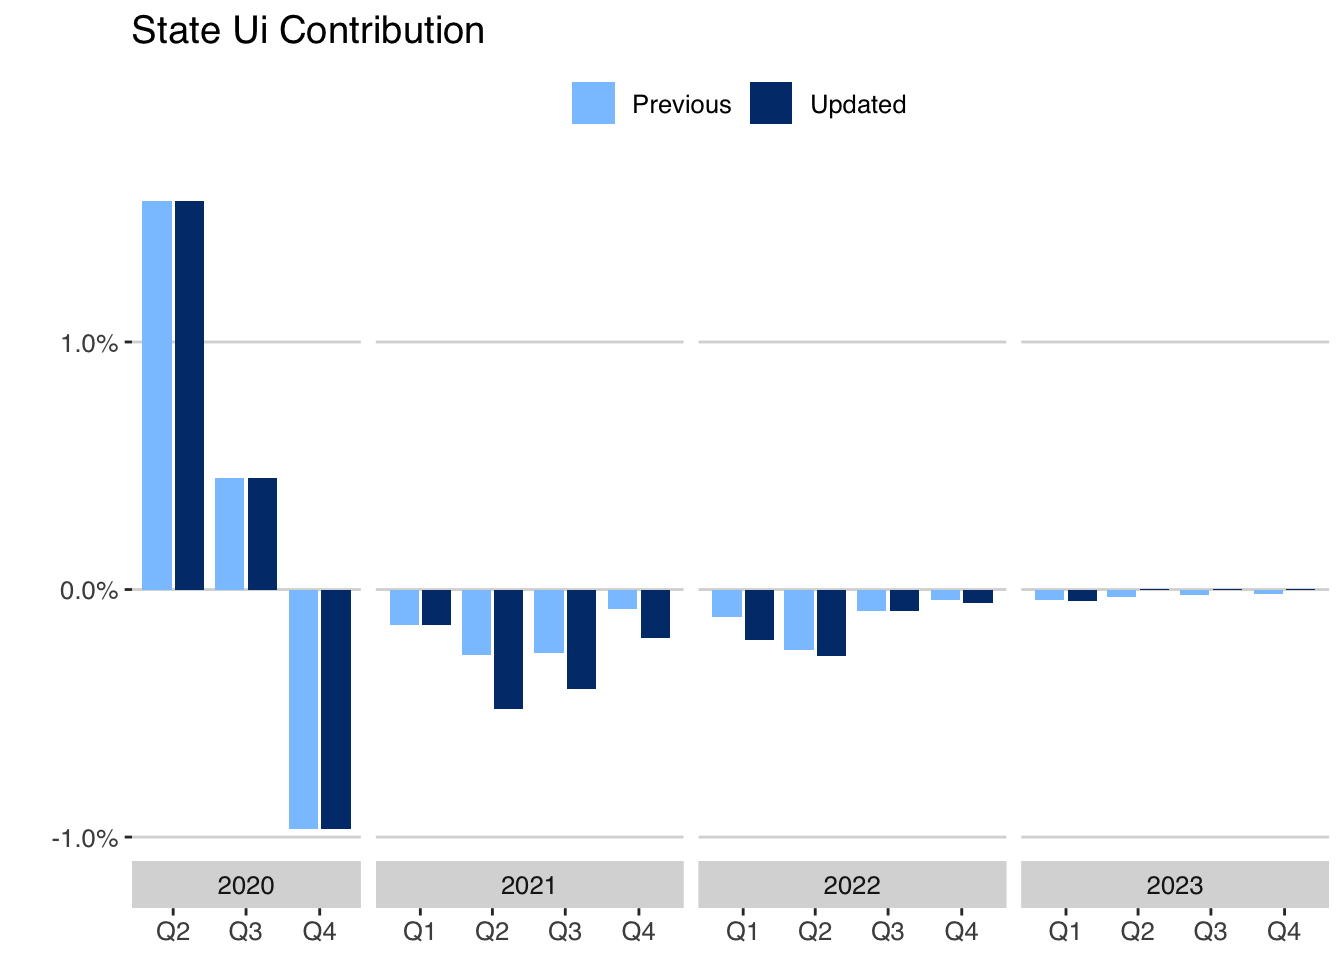 State Ui Contribution
Previous Updated
1.0%
0.0%
-1.0%
2020 2021 2022 2023
Q2 Q3 Q4 Q1 Q2 Q3 Q4 Q1 Q2 Q3 Q4 Q1 Q2 Q3 Q4